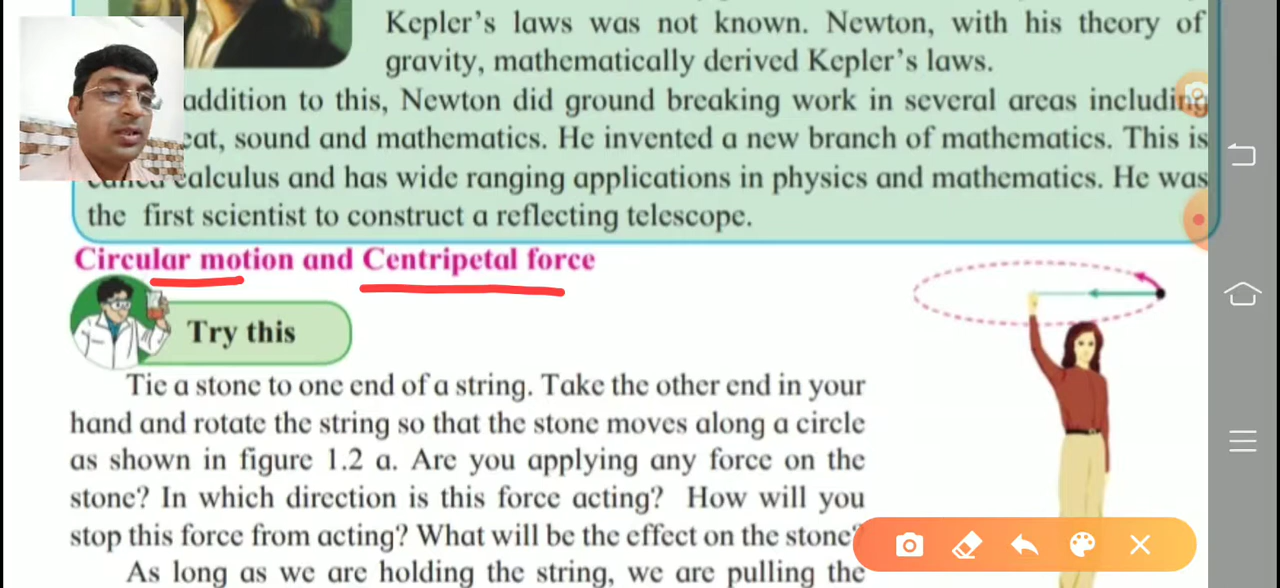 Kepler's laws was not known. Newton, with his theory of
gravity, mathematically derived Kepler's laws.
addition to this, Newton did ground breaking work in several areas including
sound and mathematics. He invented a new branch of mathematics. This is
calculus and has wide ranging applications in physics and mathematics. He was
the first scientist to construct a reflecting telescope.
Circular motion and Centripetal force
Try this
Tie a stone to one end of a string. Take the other end in your
hand and rotate the string so that the stone moves along a circle
as shown in figure 1.2 a. Are you applying any force on the
stone? In which direction is this force acting? How will you
stop this force from acting? What will be the effect on the stone?
As long as we are holding the string, we are pulling the